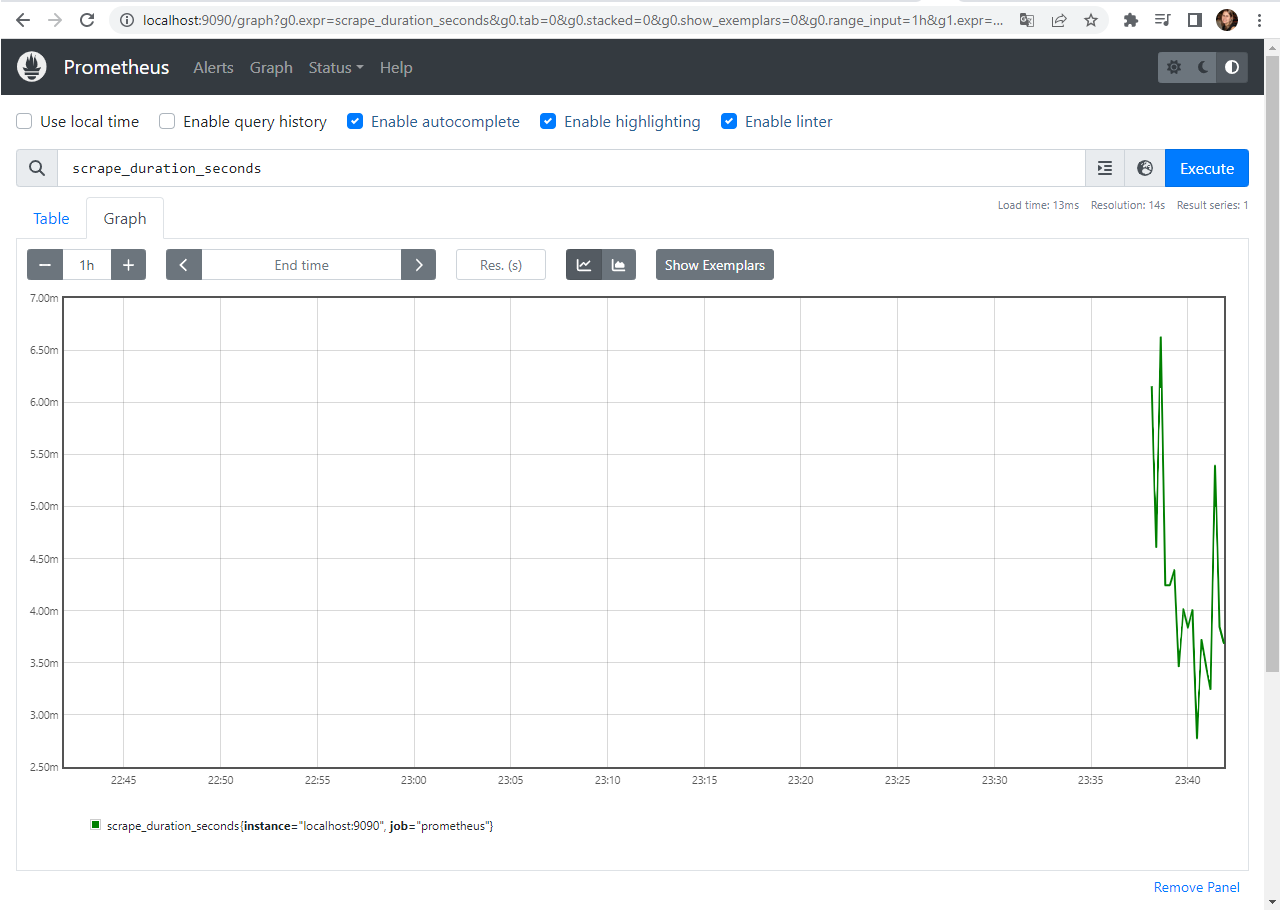 localhost:9090/graph?g0.expr=scrape_duration_seconds&g0.tab=0&g0.stacked=0&g0.show_exemplars=0&g0.range_input=1h&g1.expr=...
Prometheus Alerts Graph Status Help
Use local time Enable query history Enable autocomplete Enable highlighting Enable linter
scrape_duration_seconds Execute
Load time: 13ms Resolution: 14s Result series: 1
Table Graph
1h End time Res. (s) Show Exemplars
7.00m
6.50m
6.00m
5.50m
5.00m
4.50m
4.00m
3.50m
3.00m
2.50m
22:45 22:50 22:55 23:00 23:05 23:10 23:15 23:20 23:25 23:30 23:35 23:40
scrape_duration_seconds{instance="localhost:9090", job="prometheus"}
Remove Panel